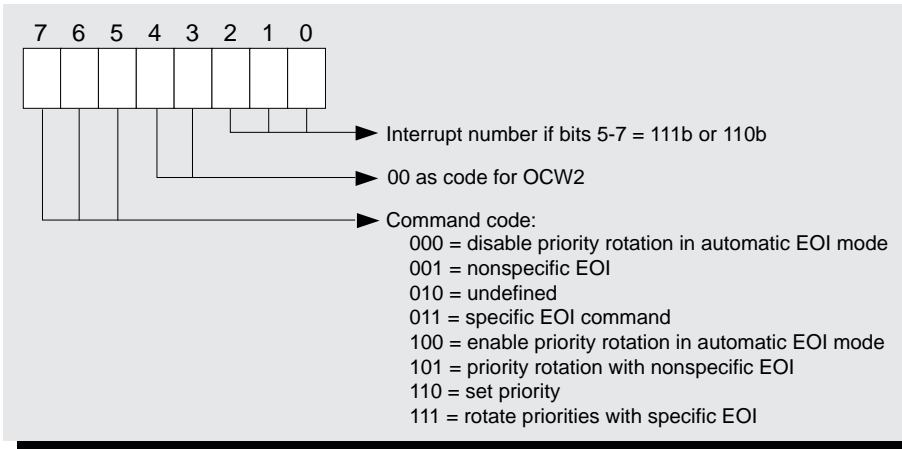 7 6 5 4 3 2 1 0
Interrupt number if bits 5-7 = 111b or 110b
00 as code for OCW2
Command code:
000 = disable priority rotation in automatic EOI mode
001 = nonspecific EOI
010 = undefined
011 = specific EOI command
100 = enable priority rotation in automatic EOI mode
101 = priority rotation with nonspecific EOI
110 = set priority
111 = rotate priorities with specific EOI